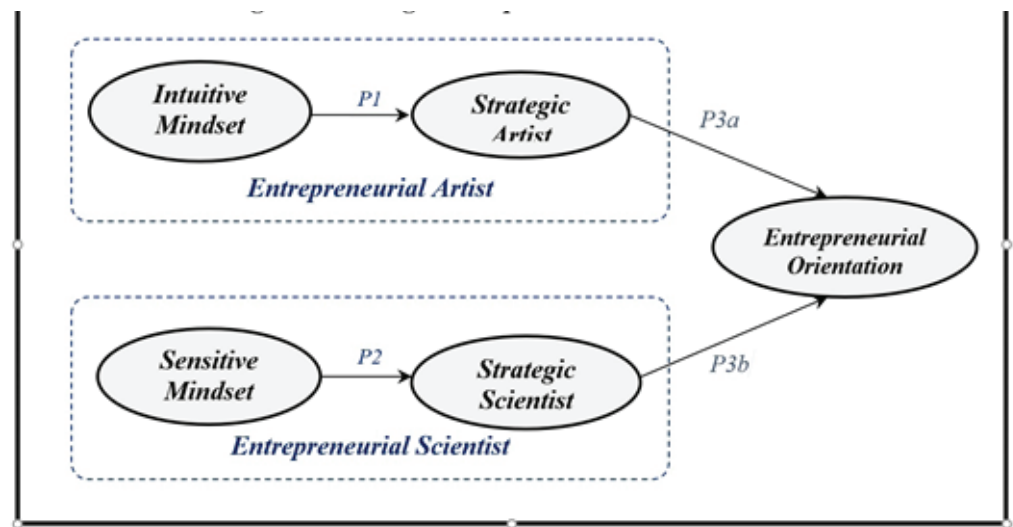 Intuitive
Mindset
P1
Strategic
Artist
P3a
Entrepreneurial Artist
Entrepreneurial
Orientation
Sensitive
Mindset
P2
Strategic
Scientist
P3b
Entrepreneurial Scientist